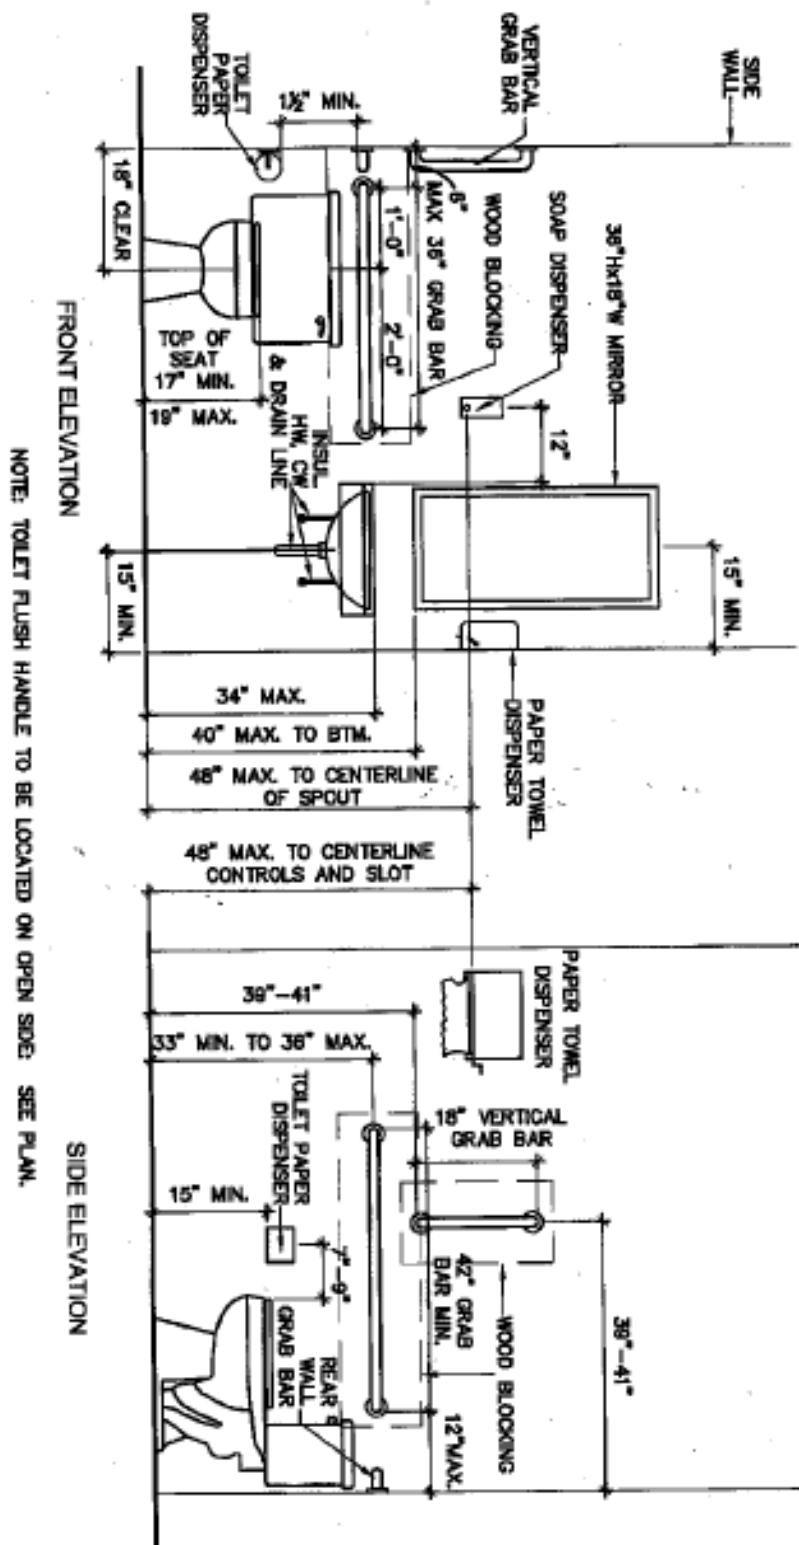 SIDE
WALL
VERTICAL
GRAB BAR
TOILET
PAPER
DISPENSER
1½" MIN.
18" CLEAR
6"
MAX 36" GRAB BAR
WOOD BLOCKING
SOAP DISPENSER
36"Hx18"W MIRROR
1'-0"
2'-0"
12"
15" MIN.
TOP OF
SEAT
17" MIN.
19" MAX.
INSUL
HW, CW
& DRAIN LINE
15" MIN.
PAPER TOWEL
DISPENSER
34" MAX.
40" MAX. TO BTM.
48" MAX. TO CENTERLINE
OF SPOUT
48" MAX. TO CENTERLINE
CONTROLS AND SLOT
FRONT ELEVATION
PAPER TOWEL
DISPENSER
39"-41"
33" MIN. TO 36" MAX.
18" VERTICAL
GRAB BAR
TOILET PAPER
DISPENSER
15" MIN.
7"-9"
42" GRAB
BAR MIN.
WOOD BLOCKING
39"-41"
REAR
WALL
GRAB BAR
12"MAX.
SIDE ELEVATION
NOTE: TOILET FLUSH HANDLE TO BE LOCATED ON OPEN SIDE: SEE PLAN.